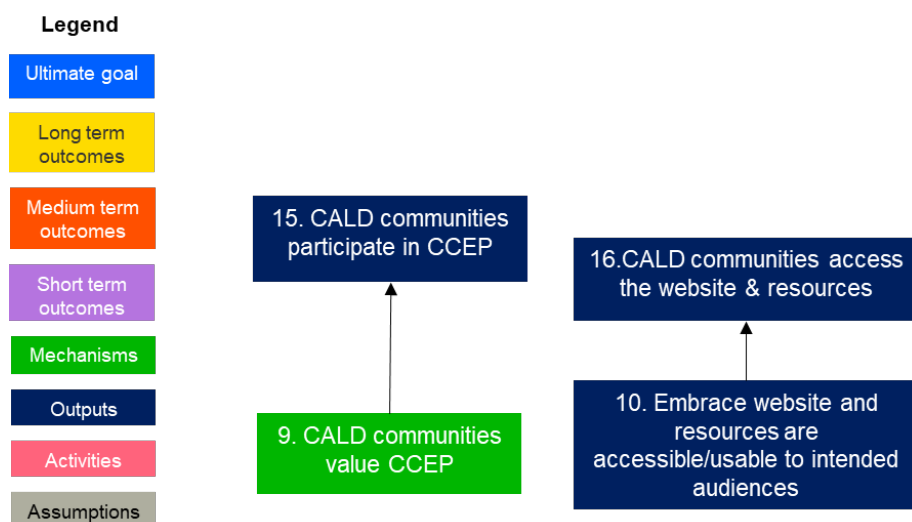 Legend
Ultimate goal
Long term
outcomes
Medium term
outcomes
Short term
outcomes
Mechanisms
Outputs
Activities
Assumptions
15. CALD communities
participate in CCEP
16.CALD communities access
the website & resources
9. CALD communities
value CCEP
10. Embrace website and
resources are
accessible/usable to intended
audiences